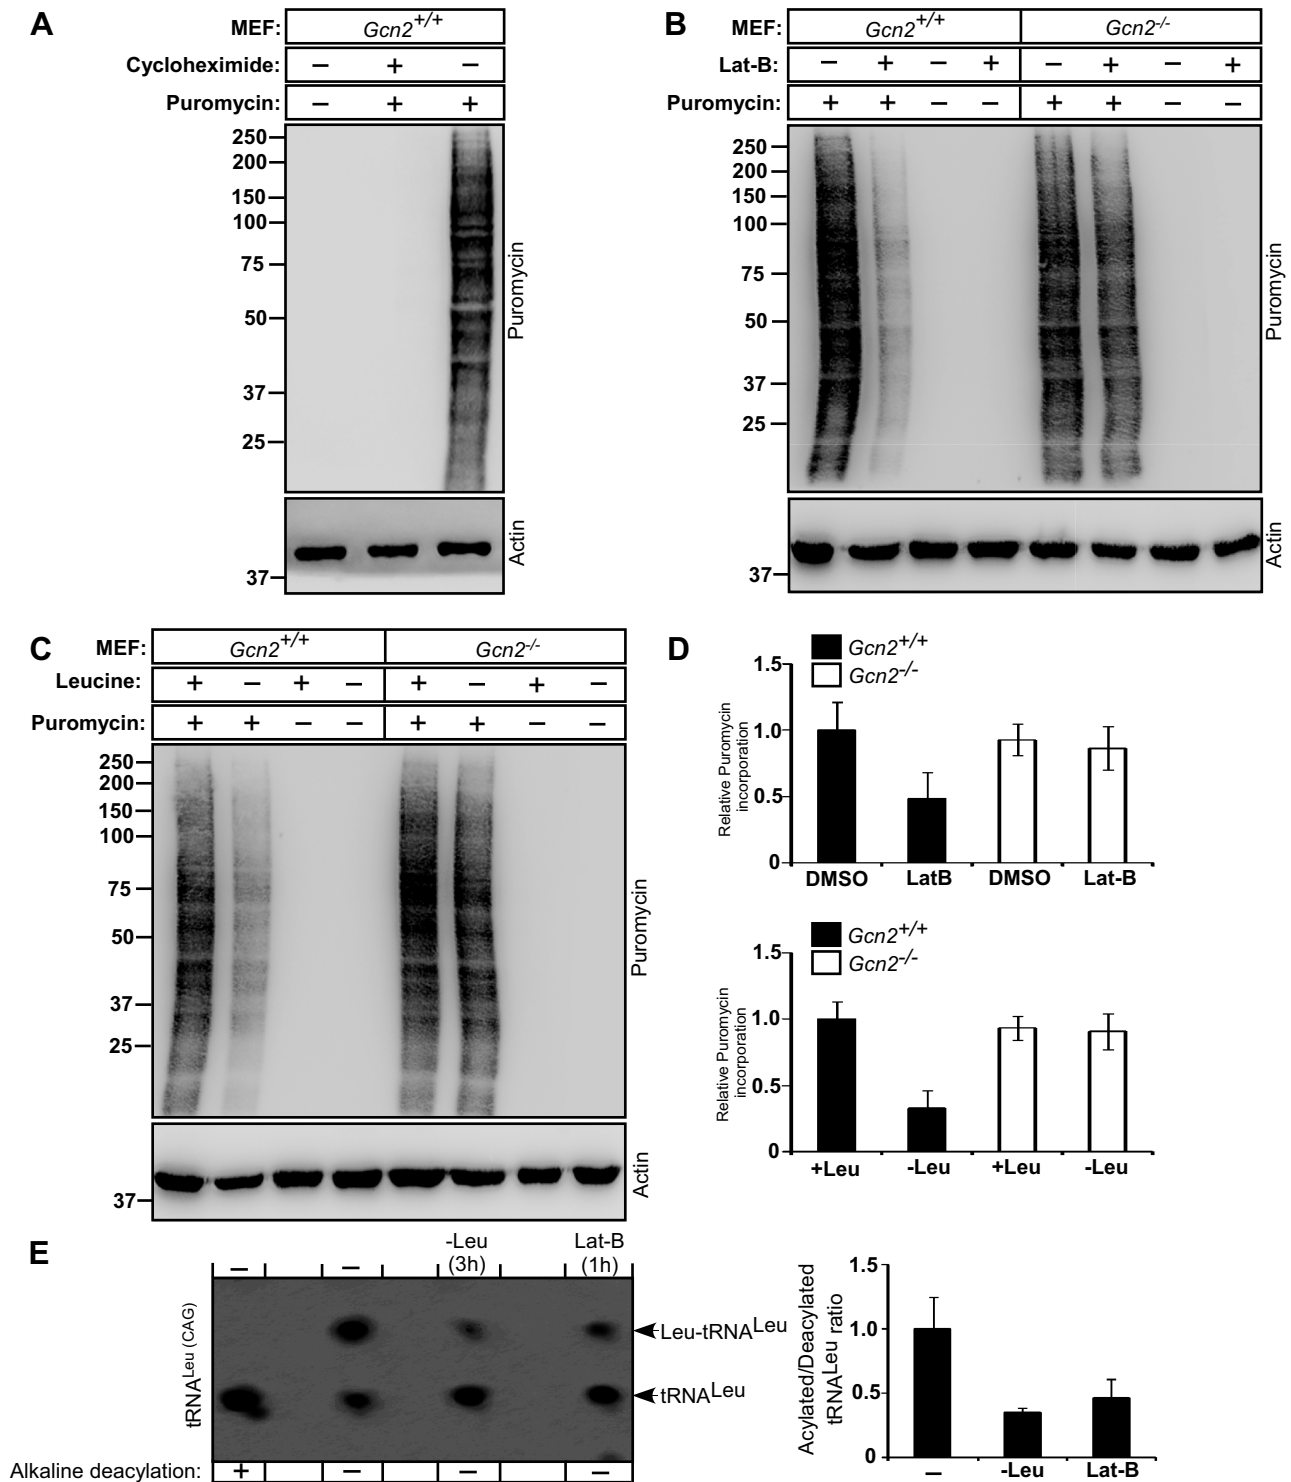 A
MEF: Gcn2+/+
Cycloheximide: – + –
Puromycin: – + +
250
200
150
100
75
50
37
25
Puromycin
37
Actin
B
MEF: Gcn2+/+ Gcn2-/-
Lat-B: – + – + – + – +
Puromycin: + + – – + + – –
250
200
150
100
75
50
37
25
Puromycin
37
Actin
C
MEF: Gcn2+/+ Gcn2-/-
Leucine: + – + – + – + –
Puromycin: + + – – + + – –
250
200
150
100
75
50
37
25
Puromycin
37
Actin
D
Gcn2+/+
Gcn2-/-
Relative Puromycin
incorporation
1.5
1.0
0.5
0
DMSO LatB DMSO Lat-B
Gcn2+/+
Gcn2-/-
Relative Puromycin
incorporation
1.5
1.0
0.5
0
+Leu -Leu +Leu -Leu
E
-Leu Lat-B
– – (3h) (1h)
tRNALeu (CAG)
Leu-tRNALeu
tRNALeu
Alkaline deacylation: + – – –
Acylated/Deacylated
tRNALeu ratio
1.5
1.0
0.5
0
– -Leu Lat-B